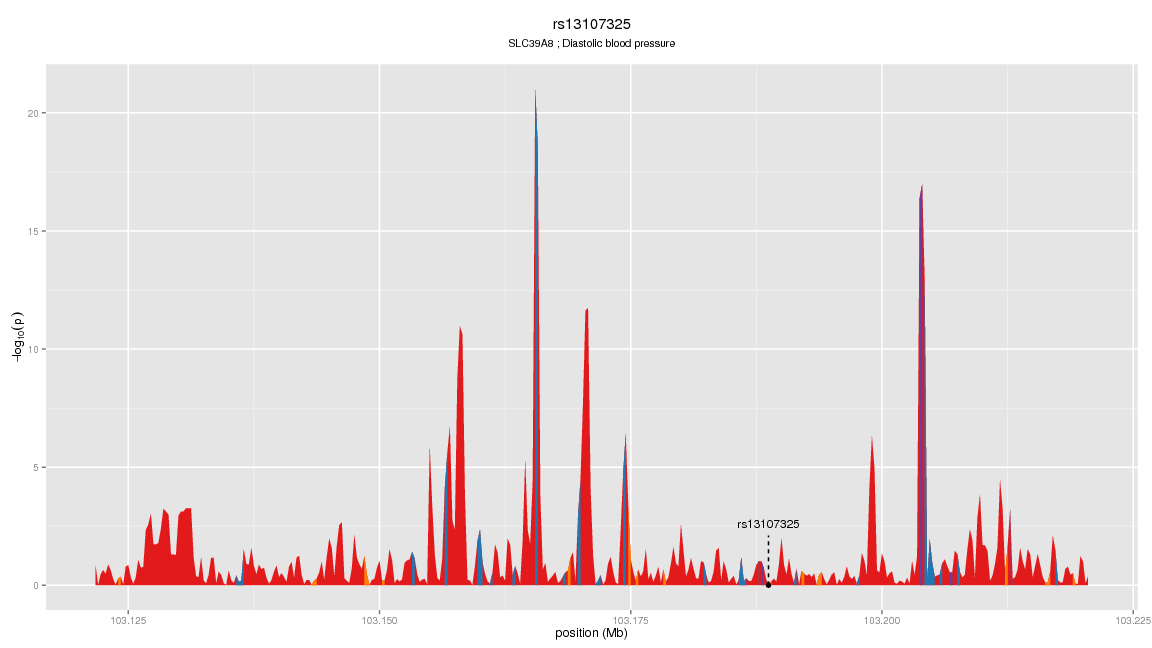 rs13107325
SLC39A8 ; Diastolic blood pressure
20
15
10
5
0
−log10(p)
rs13107325
103.125 103.150 103.175 103.200 103.225
position (Mb)